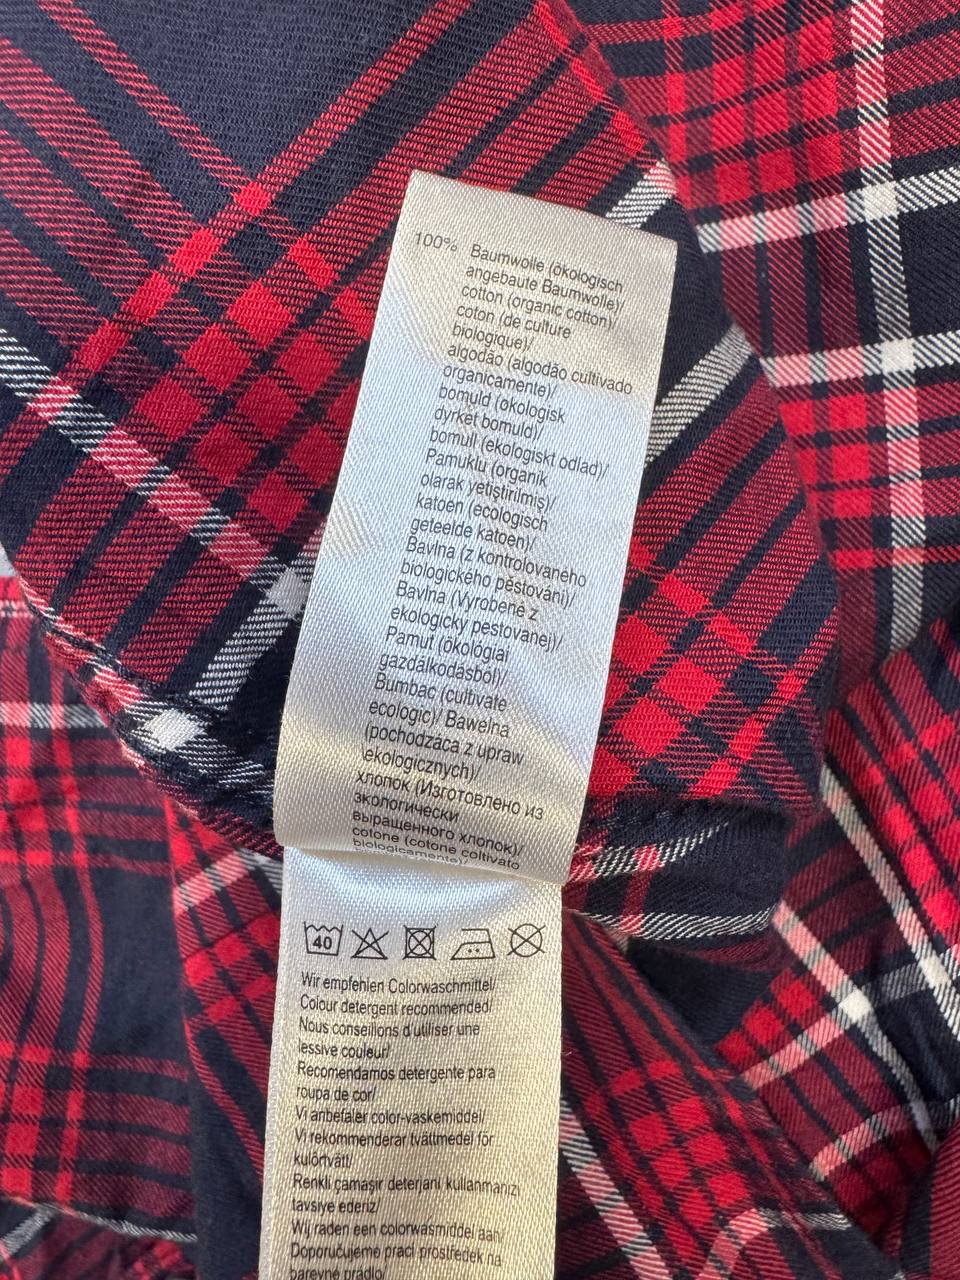 100% Baumwolle (ökologisch
angebaute Baumwolle)/
cotton (organic cotton)/
coton (de culture
biologique)/
algodão (algodão cultivado
organicamente)/
bomuld (økologisk
dyrket bomuld)/
bomull (ekologiskt odlad)/
Pamuklu (organik
olarak yetiştirilmiş)/
katoen (ecologisch
geteelde katoen)/
Bavlna (z kontrolovaného
biologického pěstování)/
Bavlna (Vyrobené z
ekologicky pestovanej)/
Pamut (ökológiai
gazdálkodásból)/
Bumbac (cultivate
ecologic)/ Bawełna
(pochodząca z upraw
ekologicznych)/
хлопок (Изготовлено из
экологически
выращенного хлопок)/
cotone (cotone coltivato
biologicamente)/
40
Wir empfehlen Colorwaschmittel/
Colour detergent recommended/
Nous conseillons d'utiliser une
lessive couleur/
Recomendamos detergente para
roupa de cor/
Vi anbefaler color-vaskemiddel/
Vi rekommenderar tvättmedel för
kulörtvätt/
Renkli çamaşır deterjanı kullanmanızı
tavsiye ederiz/
Wij raden een colorwasmiddel aan/
Doporučujeme prací prostředek na
barevné prádlo/